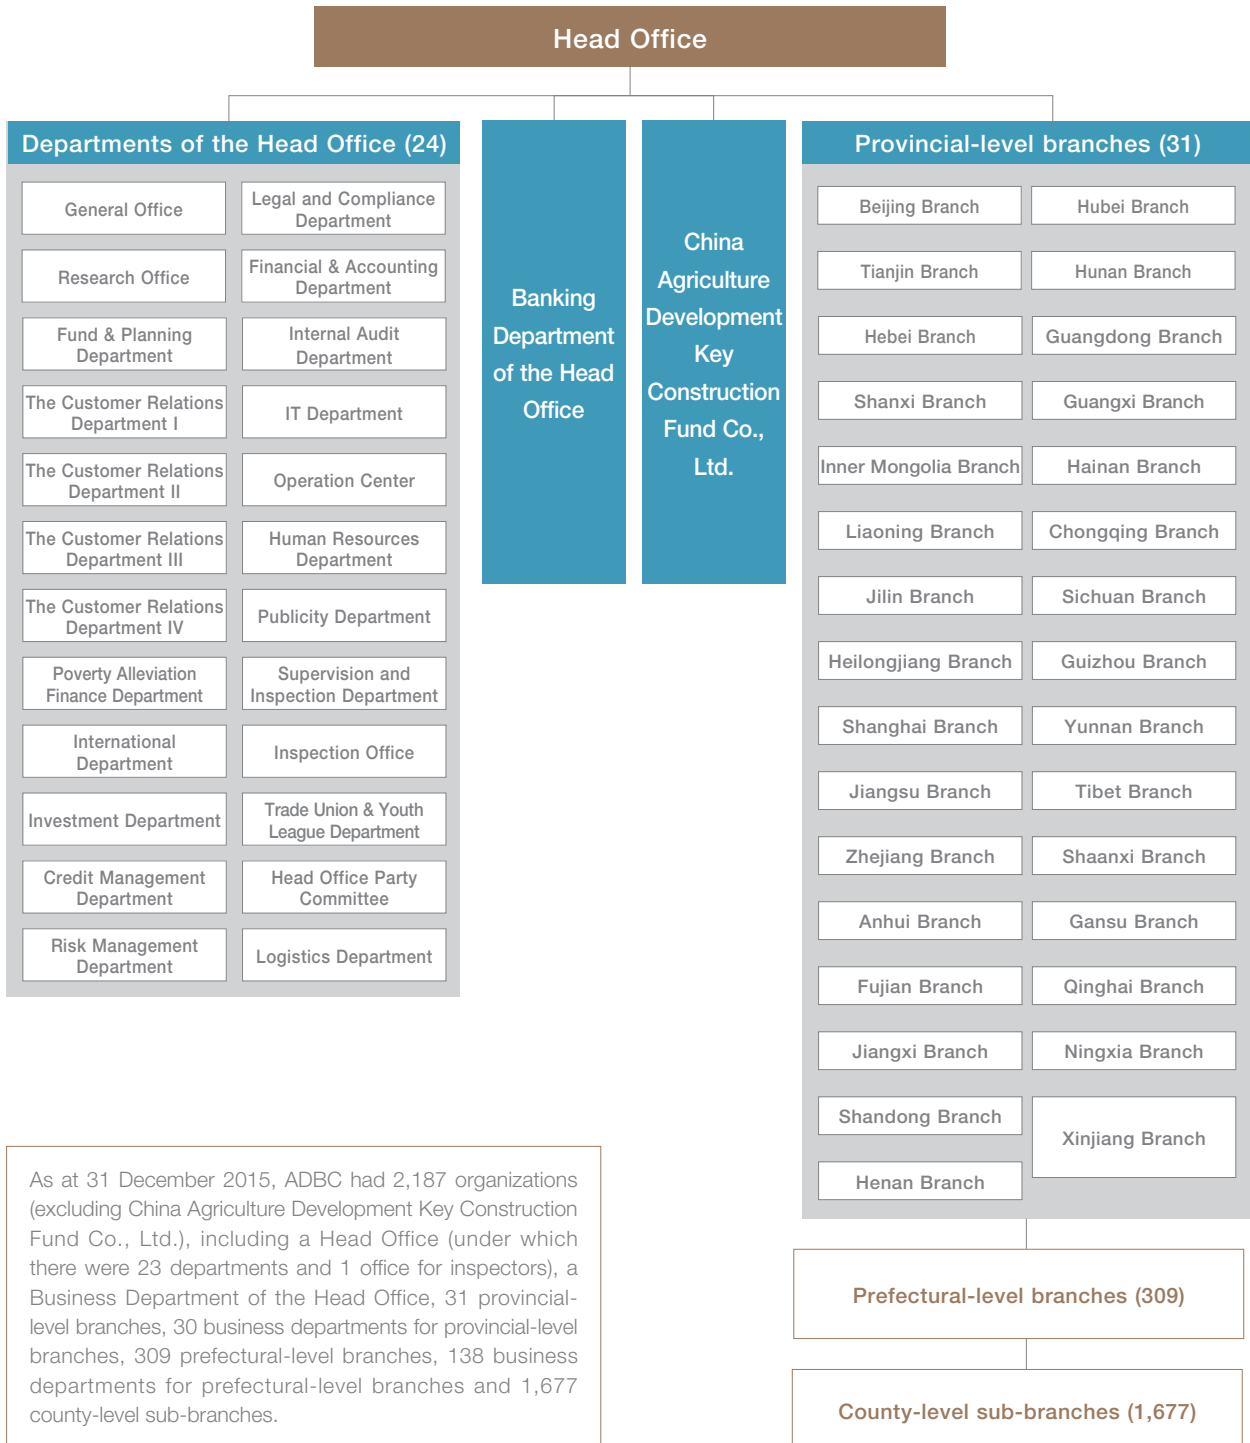 Head Office
Departments of the Head Office (24)
General Office
Legal and Compliance
Department
Research Office
Financial & Accounting
Department
Fund & Planning
Department
Internal Audit
Department
The Customer Relations
Department I
IT Department
The Customer Relations
Department II
Operation Center
The Customer Relations
Department III
Human Resources
Department
The Customer Relations
Department IV
Publicity Department
Poverty Alleviation
Finance Department
Supervision and
Inspection Department
International
Department
Inspection Office
Investment Department
Trade Union & Youth
League Department
Credit Management
Department
Head Office Party
Committee
Risk Management
Department
Logistics Department
Banking
Department
of the Head
Office
China
Agriculture
Development
Key
Construction
Fund Co.,
Ltd.
Provincial-level branches (31)
Beijing Branch
Hubei Branch
Tianjin Branch
Hunan Branch
Hebei Branch
Guangdong Branch
Shanxi Branch
Guangxi Branch
Inner Mongolia Branch
Hainan Branch
Liaoning Branch
Chongqing Branch
Jilin Branch
Sichuan Branch
Heilongjiang Branch
Guizhou Branch
Shanghai Branch
Yunnan Branch
Jiangsu Branch
Tibet Branch
Zhejiang Branch
Shaanxi Branch
Anhui Branch
Gansu Branch
Fujian Branch
Qinghai Branch
Jiangxi Branch
Ningxia Branch
Shandong Branch
Xinjiang Branch
Henan Branch
Prefectural-level branches (309)
County-level sub-branches (1,677)
As at 31 December 2015, ADBC had 2,187 organizations
(excluding China Agriculture Development Key Construction
Fund Co., Ltd.), including a Head Office (under which
there were 23 departments and 1 office for inspectors), a
Business Department of the Head Office, 31 provincial-
level branches, 30 business departments for provincial-level
branches, 309 prefectural-level branches, 138 business
departments for prefectural-level branches and 1,677
county-level sub-branches.